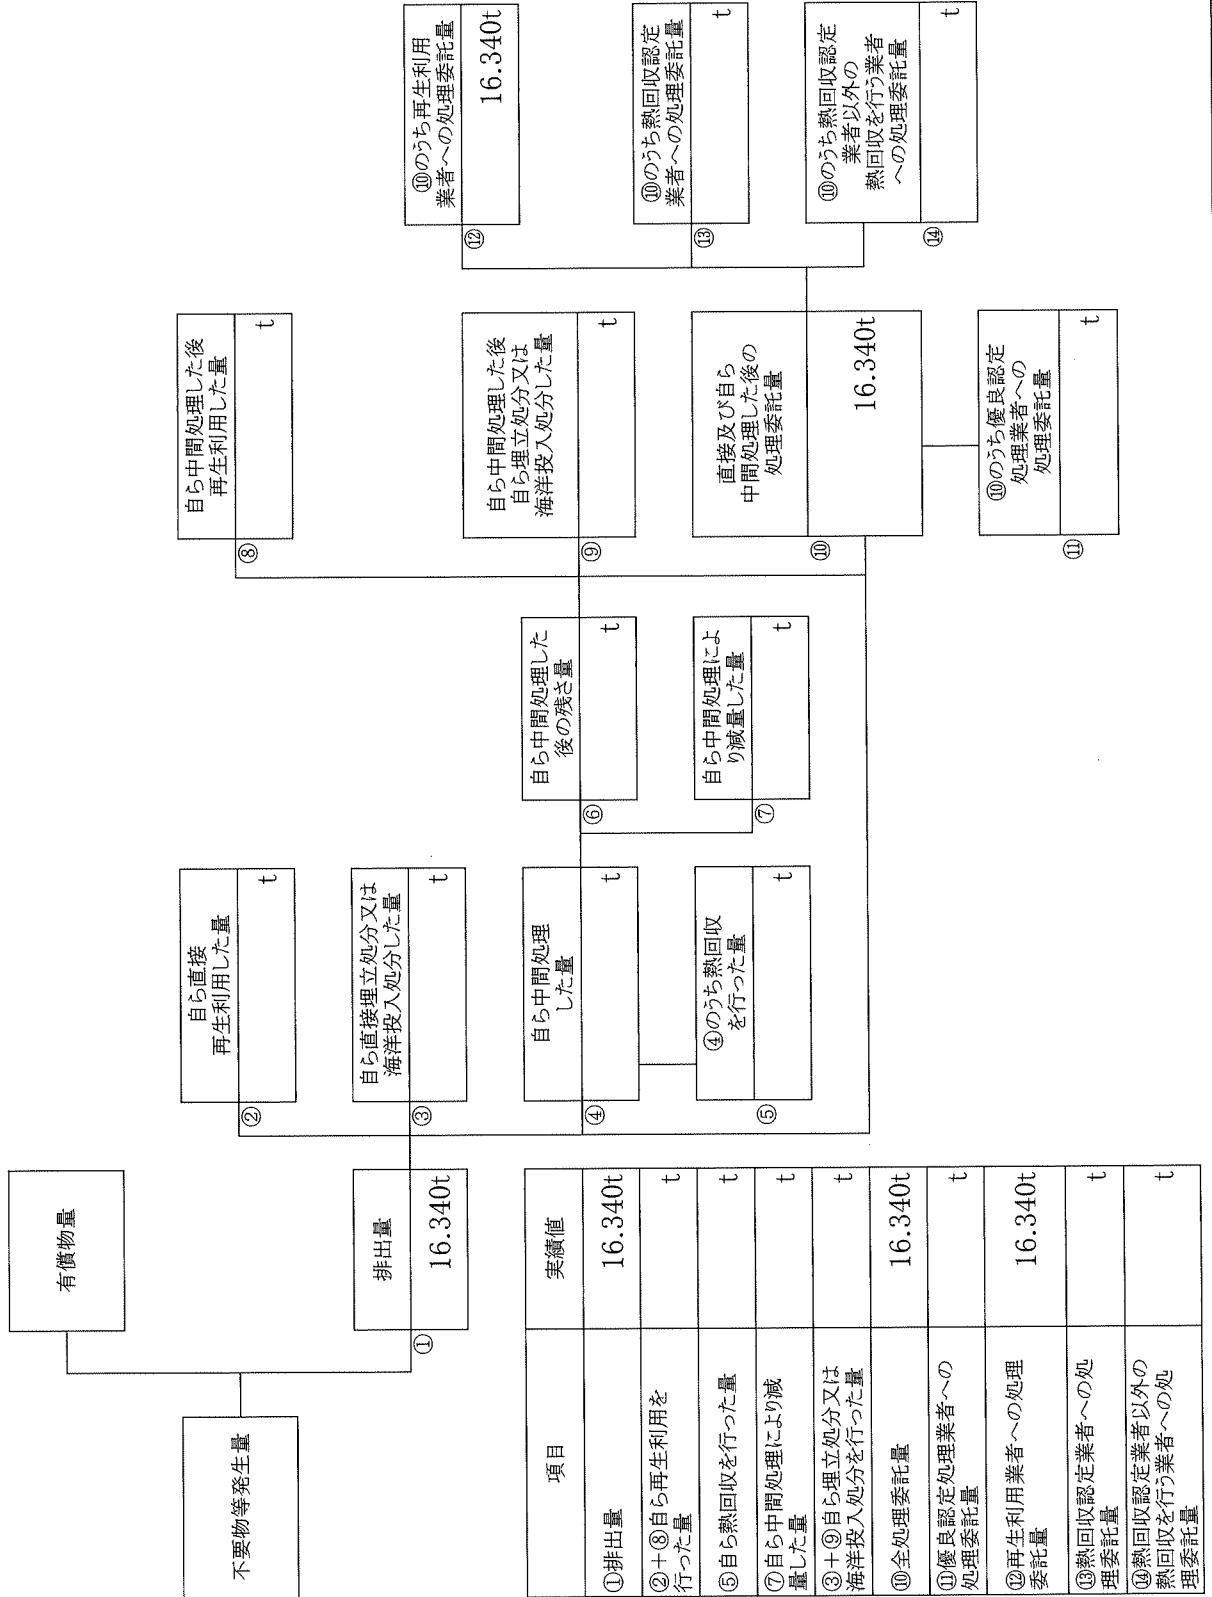 有償物量
不要物等発生量
排出量
①
16.340t
自ら直接
再生利用した量
②
t
自ら直接埋立処分又は
海洋投入処分した量
③
t
自ら中間処理
した量
④
t
④のうち熱回収
を行った量
⑤
t
自ら中間処理した
後の残さ量
⑥
t
自ら中間処理によ
り減量した量
⑦
t
自ら中間処理した後
再生利用した量
⑧
t
自ら中間処理した後
自ら埋立処分又は
海洋投入処分した量
⑨
t
直接及び自ら
中間処理した後の
処理委託量
⑩
16.340t
⑩のうち優良認定
処理業者への
処理委託量
⑪
t
⑩のうち再生利用
業者への処理委託量
⑫
16.340t
⑩のうち熱回収認定
業者への処理委託量
⑬
t
⑩のうち熱回収認定
業者以外の
熱回収を行う業者
への処理委託量
⑭
t
項目 実績値
①排出量 16.340t
②+⑧自ら再生利用を
行った量 t
⑤自ら熱回収を行った量 t
⑦自ら中間処理により減
量した量 t
③+⑨自ら埋立処分又は
海洋投入処分を行った量 t
⑩全処理委託量 16.340t
⑪優良認定処理業者への
処理委託量 t
⑫再生利用業者への処理
委託量 16.340t
⑬熱回収認定業者への処
理委託量 t
⑭熱回収認定業者以外の
熱回収を行う業者への処
理委託量 t